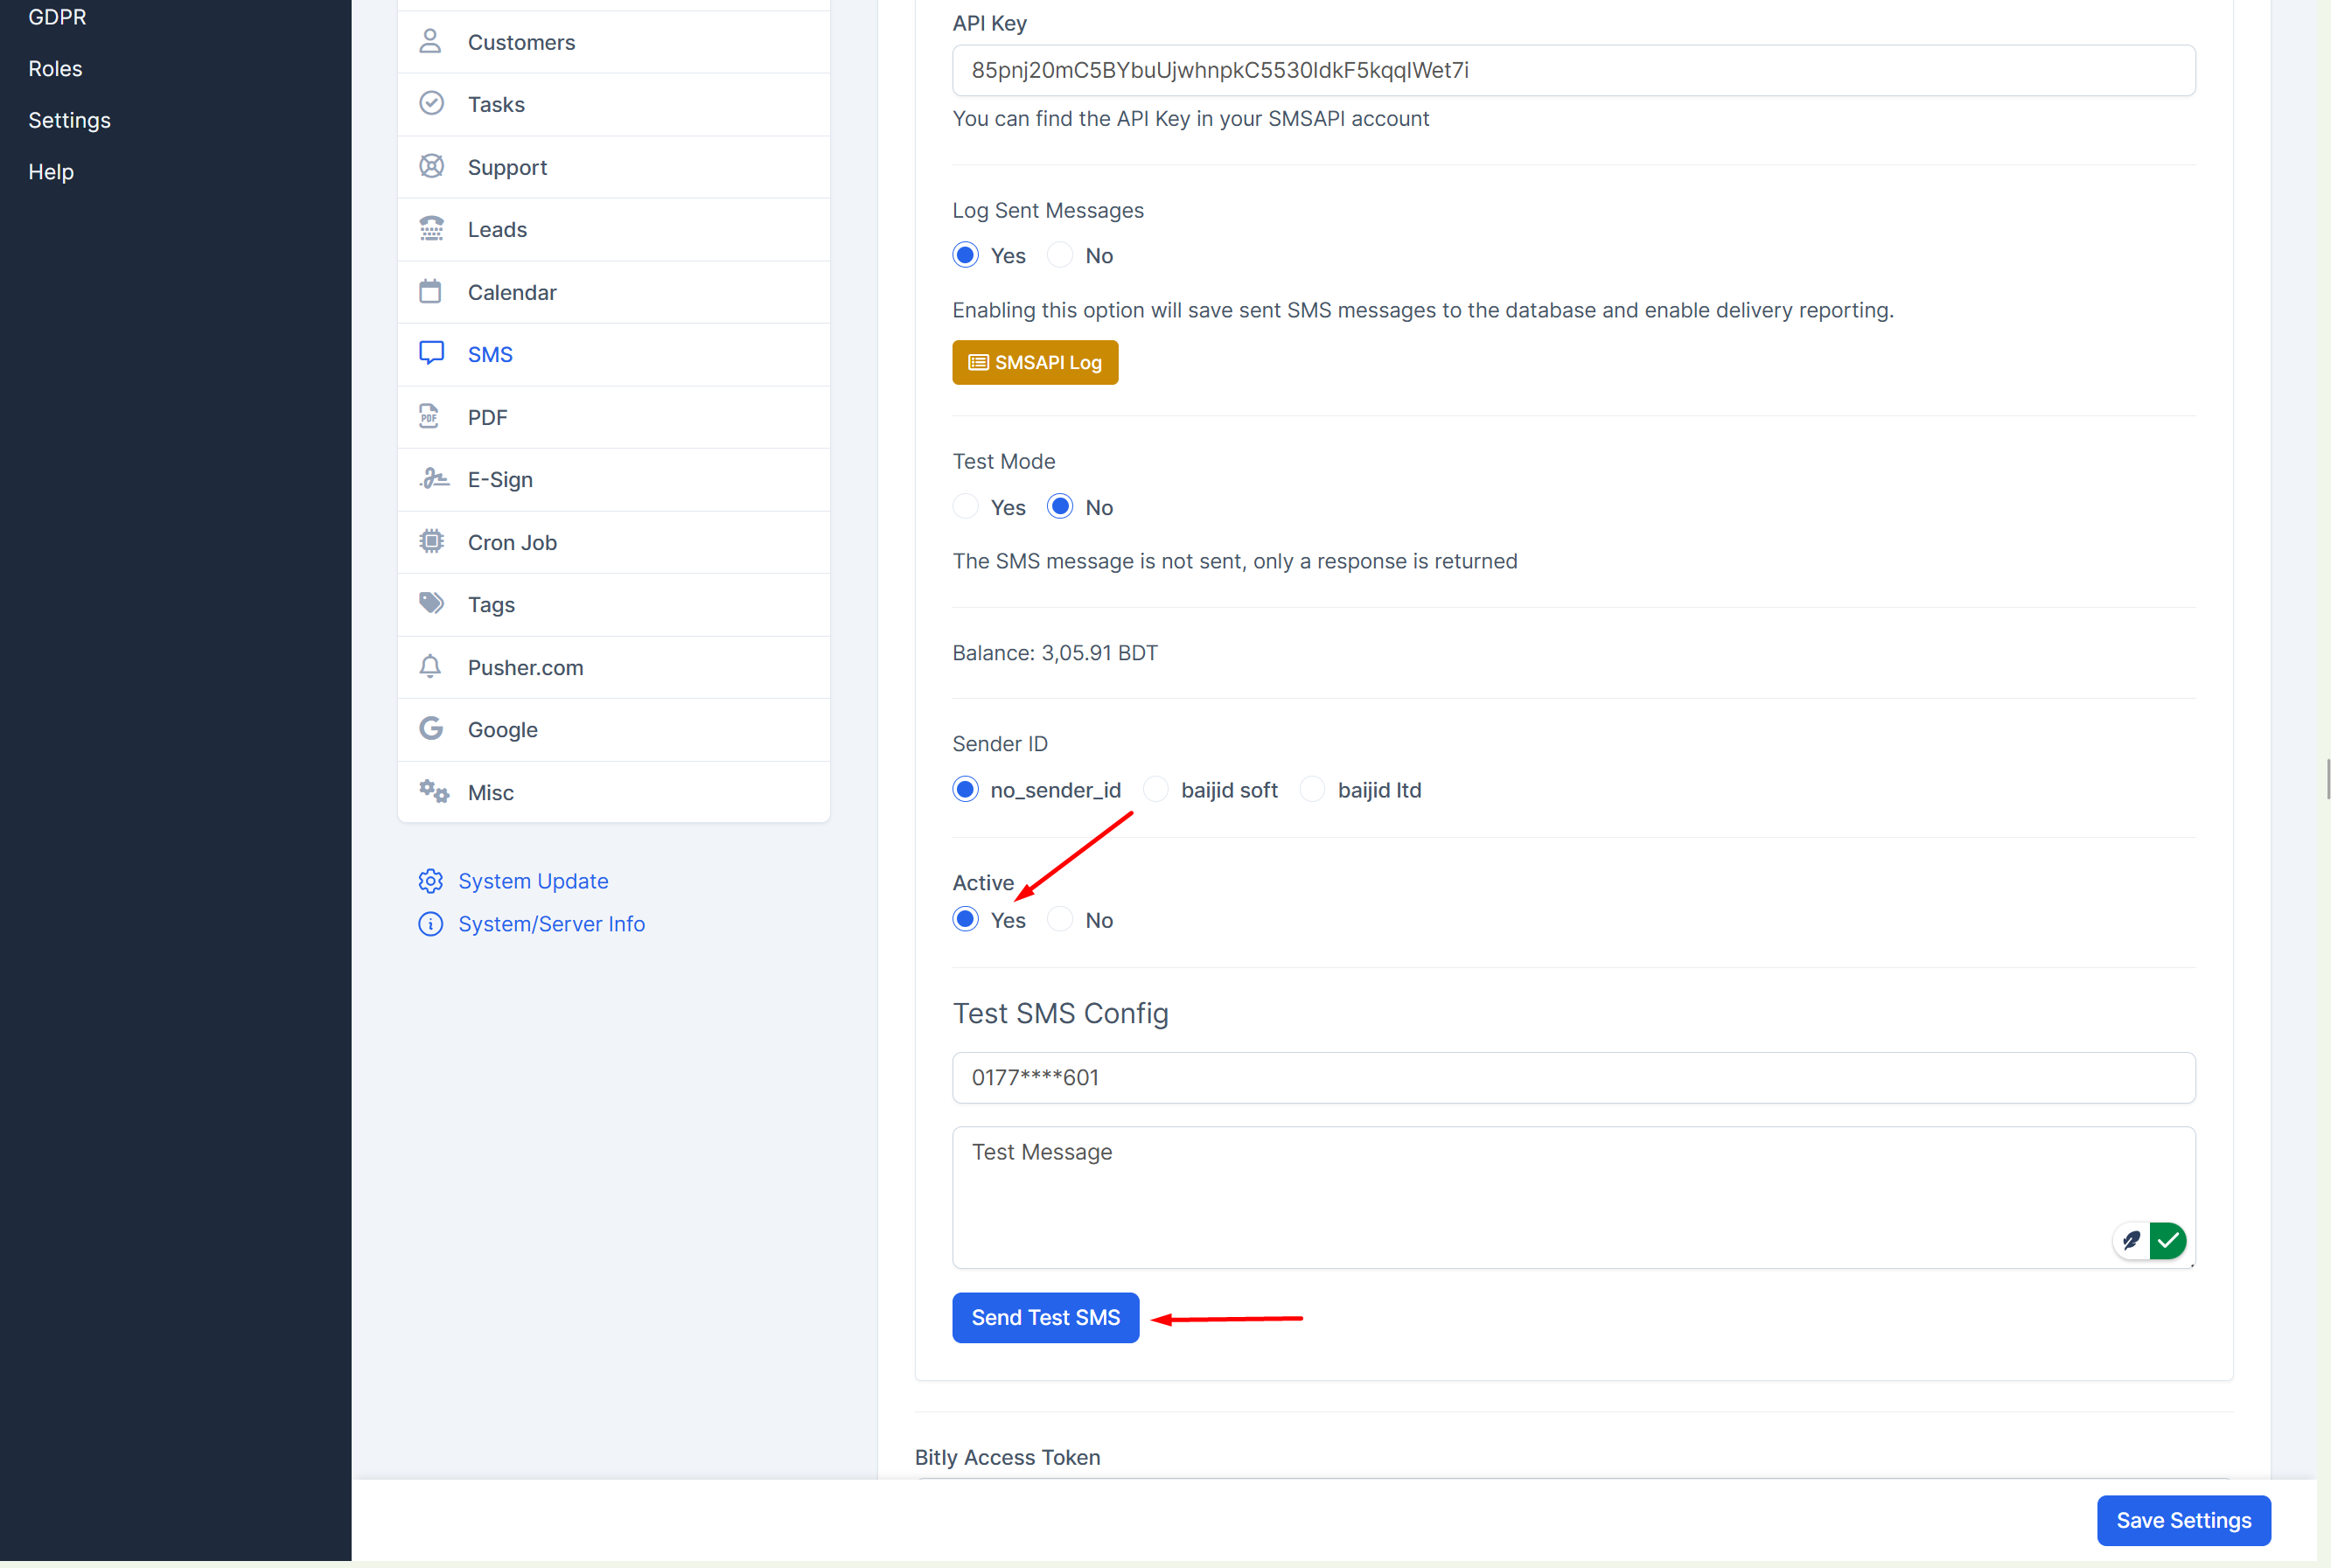 GDPR
Roles
Settings
Help
Customers
Tasks
Support
Leads
Calendar
SMS
PDF
E-Sign
Cron Job
Tags
Pusher.com
Google
Misc
System Update
System/Server Info
API Key
85pnj20mC5BYbuUjwhnpkC5530IdkF5kqqIWet7i
You can find the API Key in your SMSAPI account
Log Sent Messages
Yes No
Enabling this option will save sent SMS messages to the database and enable delivery reporting.
SMSAPI Log
Test Mode
Yes No
The SMS message is not sent, only a response is returned
Balance: 3,05.91 BDT
Sender ID
no_sender_id baijid soft baijid ltd
Active
Yes No
Test SMS Config
0177****601
Test Message
Send Test SMS
Bitly Access Token
Save Settings